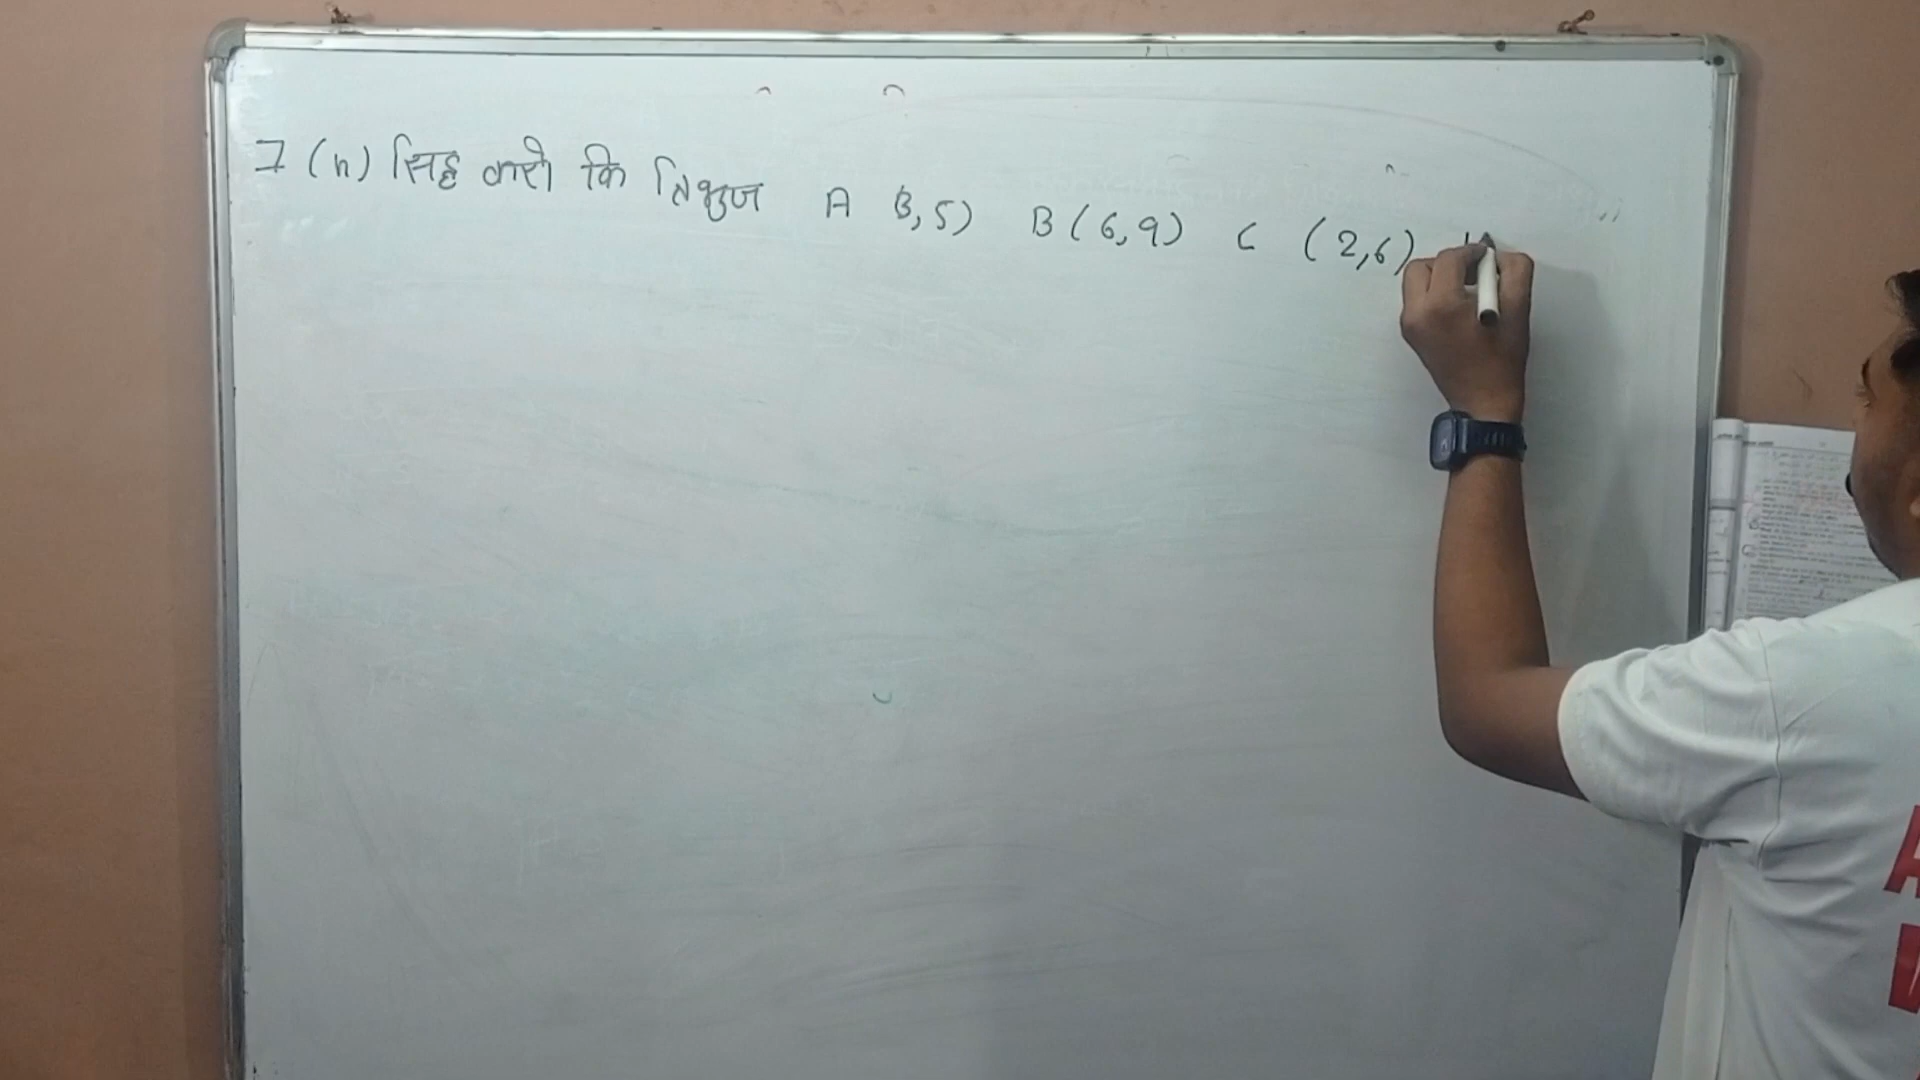 7 (n) सिद्ध करो कि त्रिभुज A (3,5) B (6,9) C (2,6)